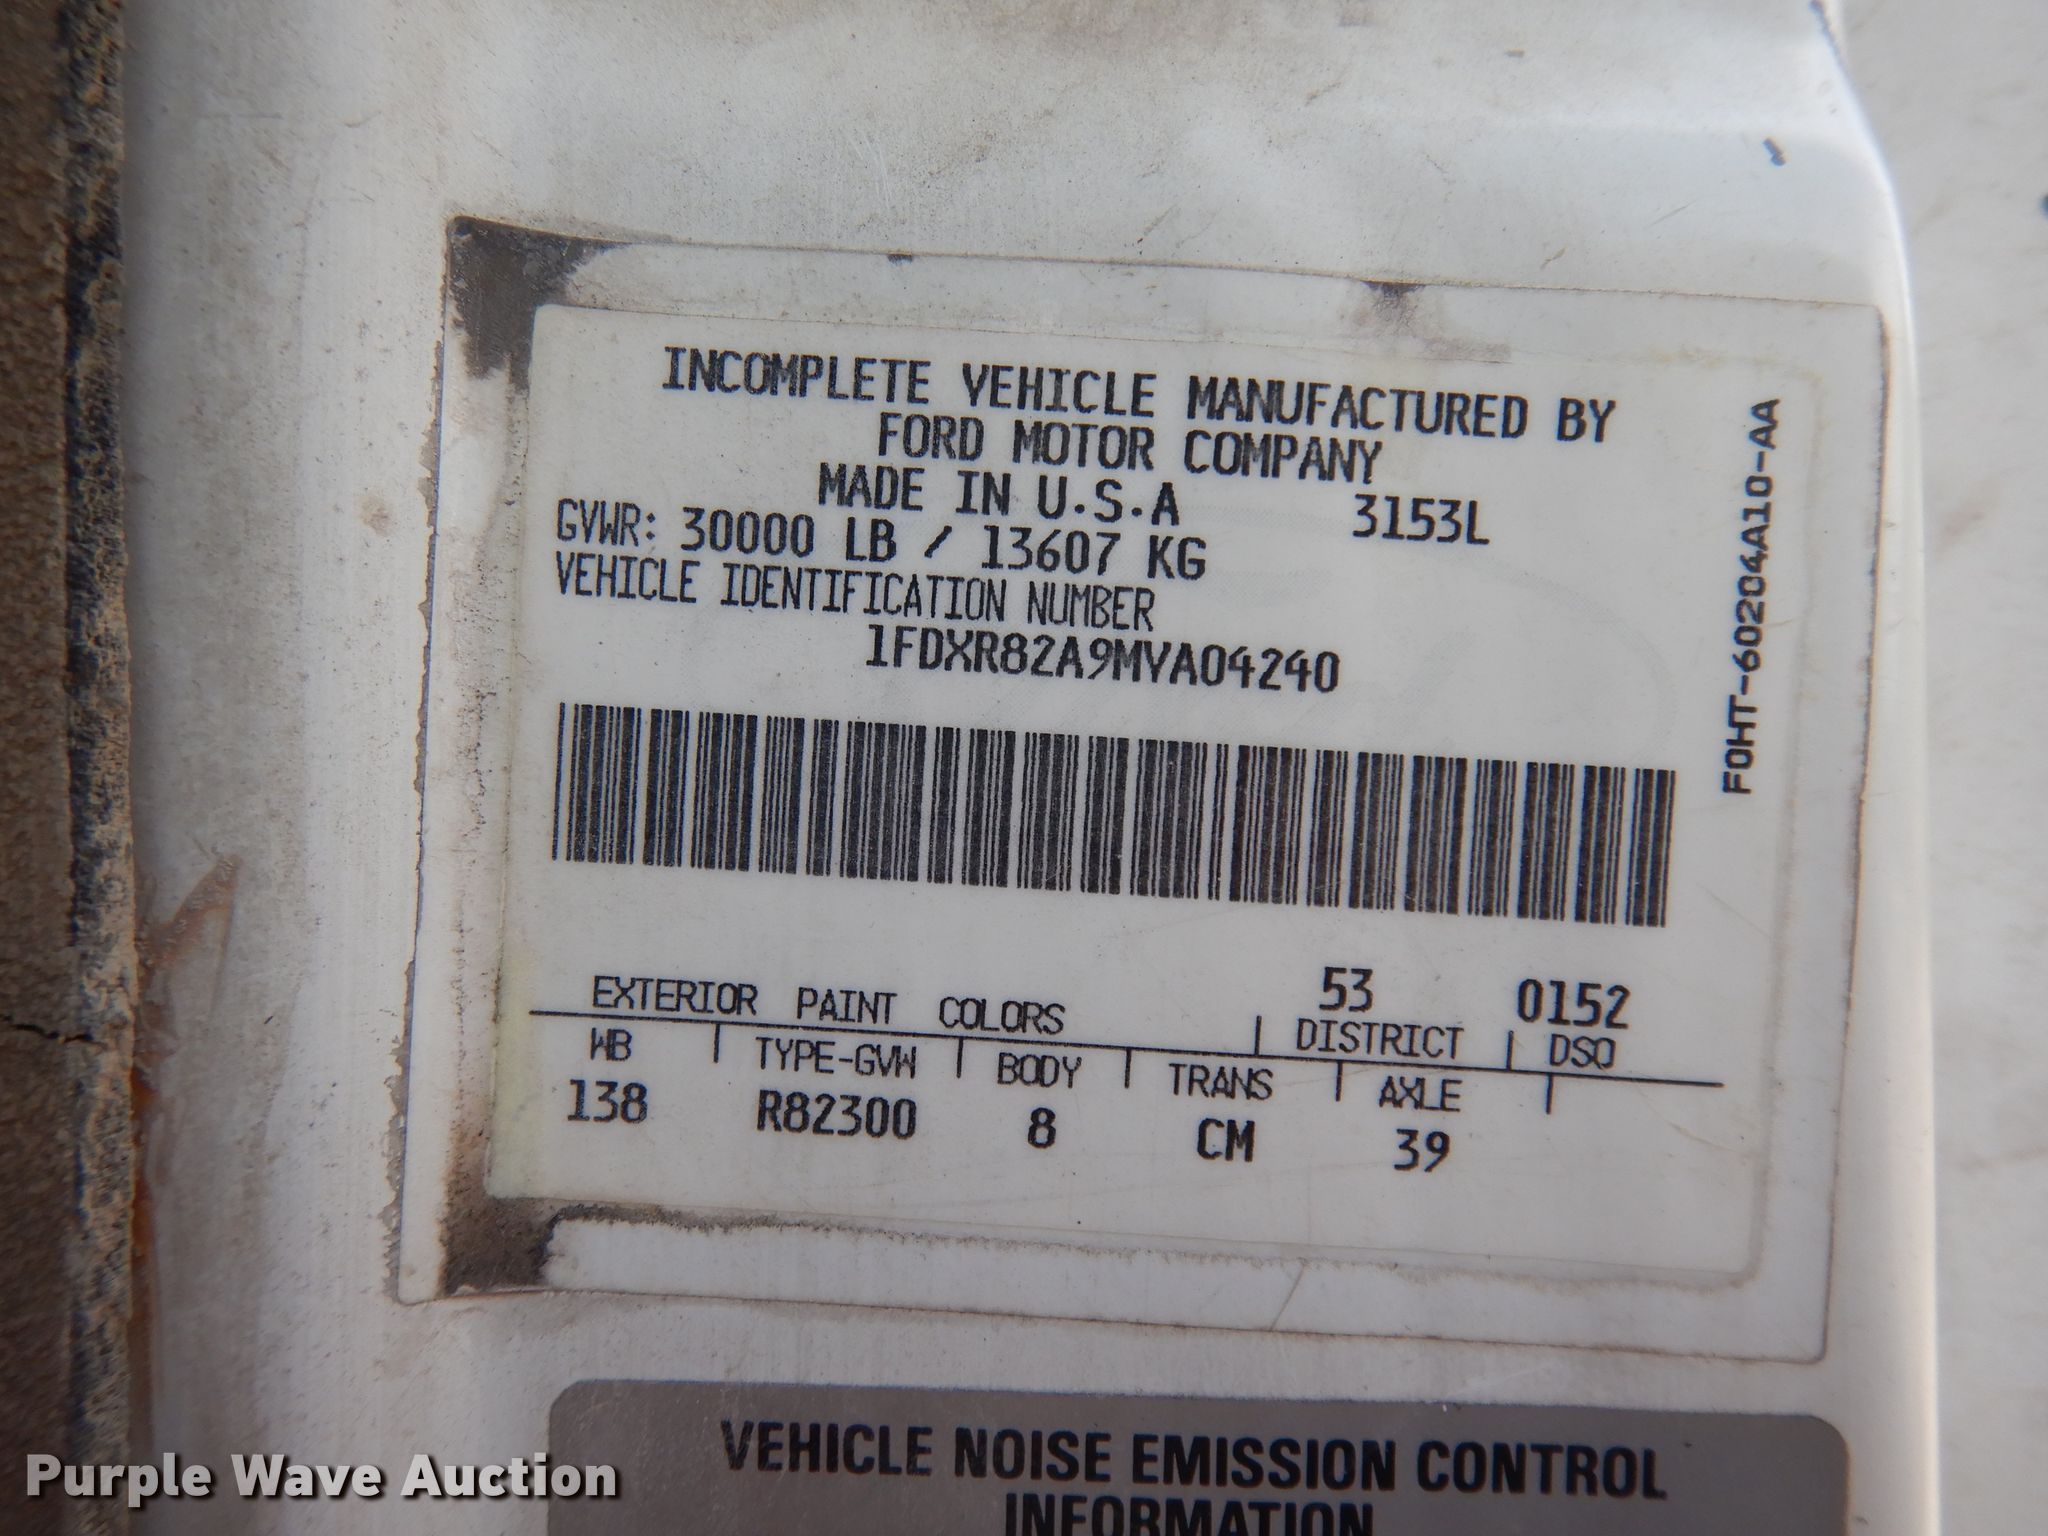 INCOMPLETE VEHICLE MANUFACTURED BY
FORD MOTOR COMPANY
MADE IN U.S.A 3153L
GVWR: 30000 LB / 13607 KG
VEHICLE IDENTIFICATION NUMBER
1FDXR82A9MVA04240
F0HT-60204A10-AA
53 0152
EXTERIOR PAINT COLORS DISTRICT DSO
WB TYPE-GVW BODY TRANS AXLE
138 R82300 8 CM 39
VEHICLE NOISE EMISSION CONTROL
INFORMATION
Purple Wave Auction